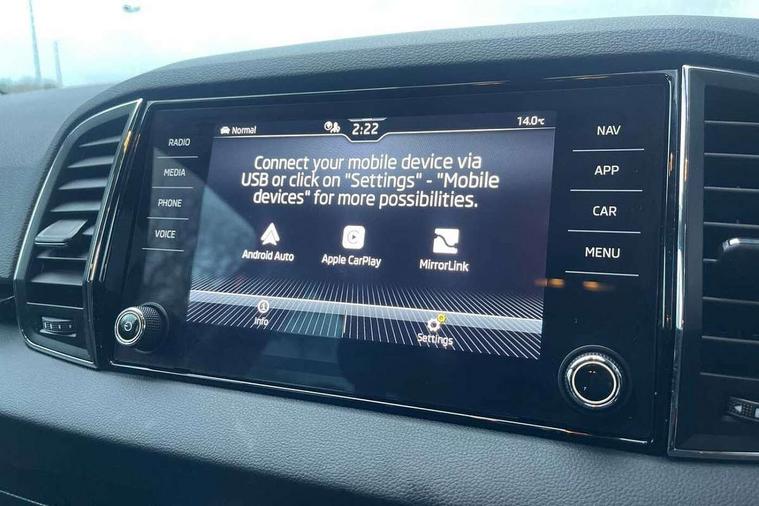 Normal 2:22 14.0°C
RADIO
MEDIA
PHONE
VOICE
Connect your mobile device via
USB or click on "Settings" - "Mobile
devices" for more possibilities.
Android Auto Apple CarPlay MirrorLink
Info Settings
NAV
APP
CAR
MENU